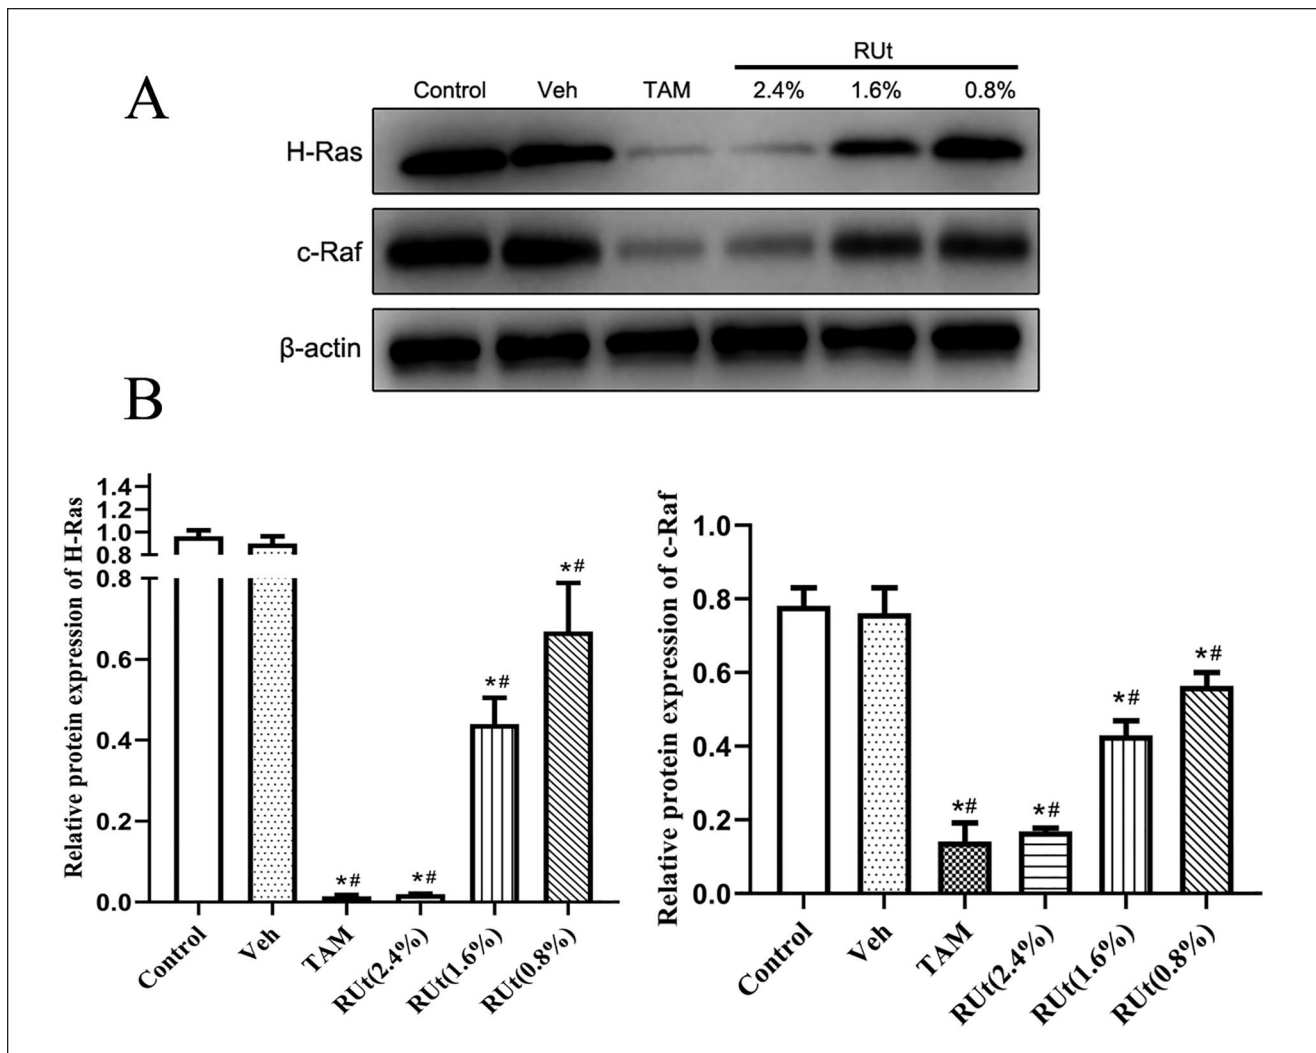 A
RUt
Control Veh TAM 2.4% 1.6% 0.8%
H-Ras
c-Raf
β-actin
B
Relative protein expression of H-Ras
1.4
1.2
1.0
0.8
0.8
0.6
0.4
0.2
0.0
*# *# *# *#
Control Veh TAM RUt(2.4%) RUt(1.6%) RUt(0.8%)
Relative protein expression of c-Raf
1.0
0.8
0.6
0.4
0.2
0.0
*# *# *# *#
Control Veh TAM RUt(2.4%) RUt(1.6%) RUt(0.8%)